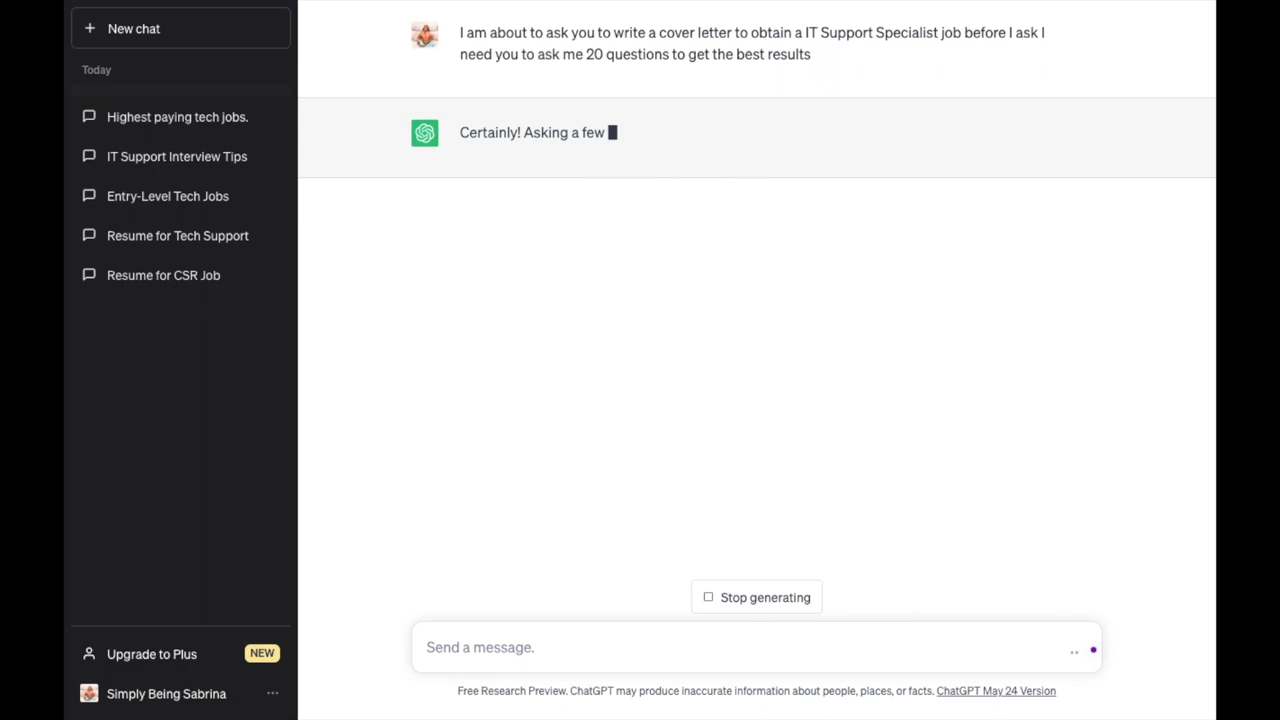 New chat
Today
Highest paying tech jobs.
IT Support Interview Tips
Entry-Level Tech Jobs
Resume for Tech Support
Resume for CSR Job
Upgrade to Plus NEW
Simply Being Sabrina
I am about to ask you to write a cover letter to obtain a IT Support Specialist job before I ask I
need you to ask me 20 questions to get the best results
Certainly! Asking a few
Stop generating
Send a message.
Free Research Preview. ChatGPT may produce inaccurate information about people, places, or facts. ChatGPT May 24 Version